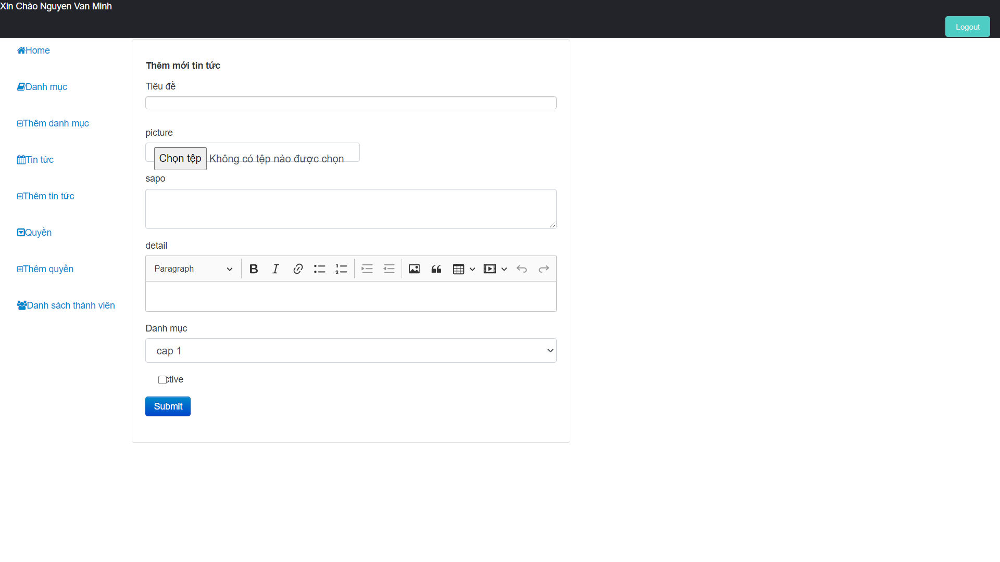 Xin Chào Nguyen Van Minh
Logout
Home
Danh mục
Thêm danh mục
Tin tức
Thêm tin tức
Quyền
Thêm quyền
Danh sách thành viên
Thêm mới tin tức
Tiêu đề
picture
Chọn tệp Không có tệp nào được chọn
sapo
detail
Paragraph
Danh mục
cap 1
ctive
Submit